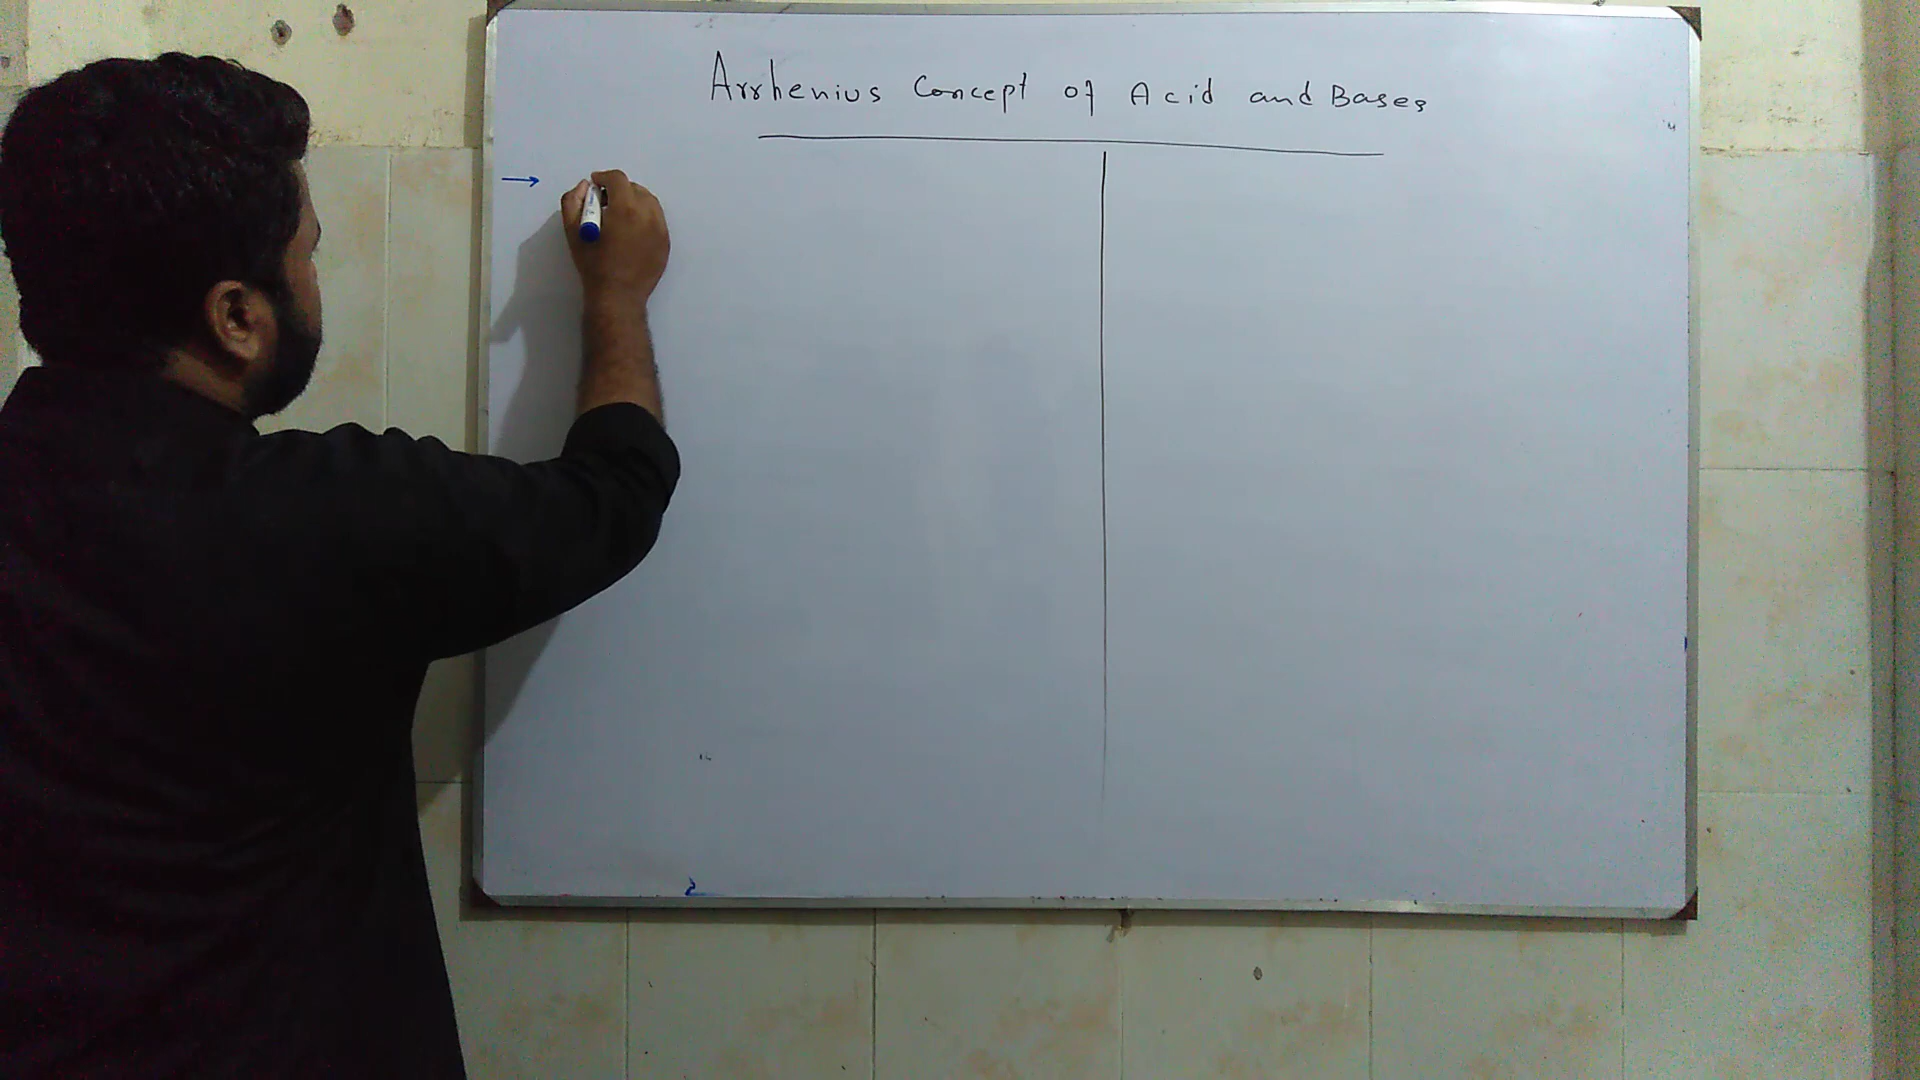 Arrhenius Concept of Acid and Bases
→